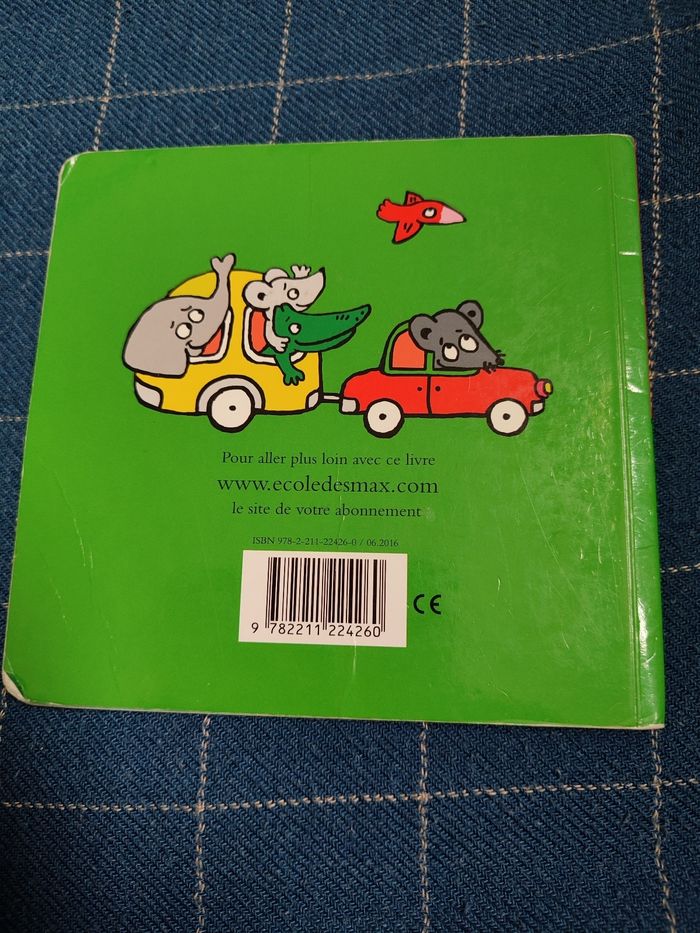 Pour aller plus loin avec ce livre
www.ecoledesmax.com
le site de votre abonnement
ISBN 978-2-211-22426-0 / 06.2016
9 782211 224260
CE